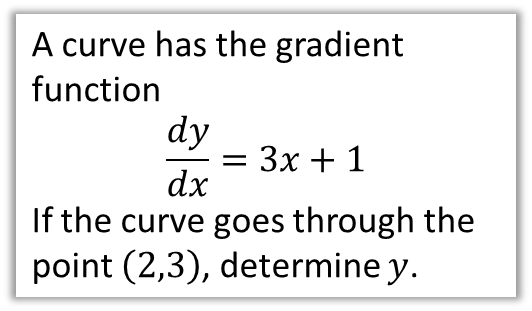 A curve has the gradient
function
dy/dx = 3x + 1
If the curve goes through the
point (2,3), determine y.